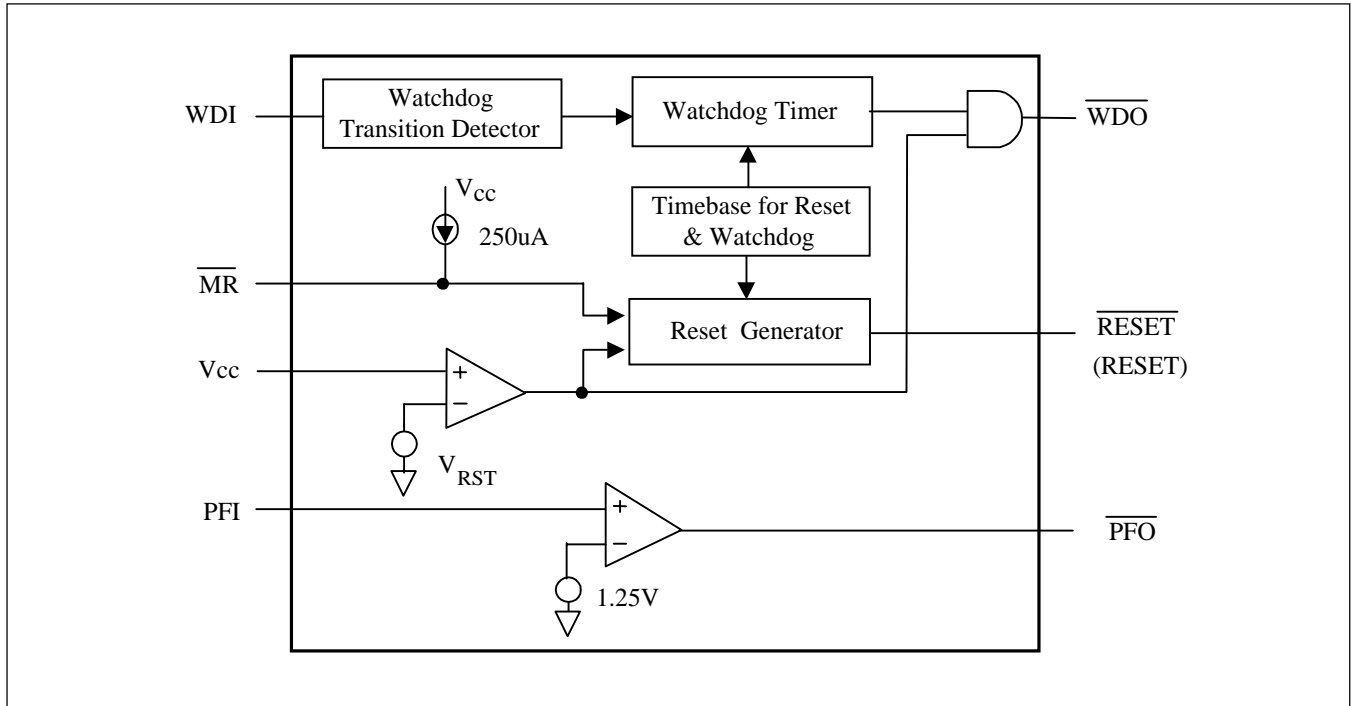 WDI
Watchdog
Transition Detector
Watchdog Timer
WDO
Vcc
250uA
Timebase for Reset
& Watchdog
MR
Reset Generator
RESET
(RESET)
Vcc
+
−
VRST
PFI
+
−
PFO
1.25V